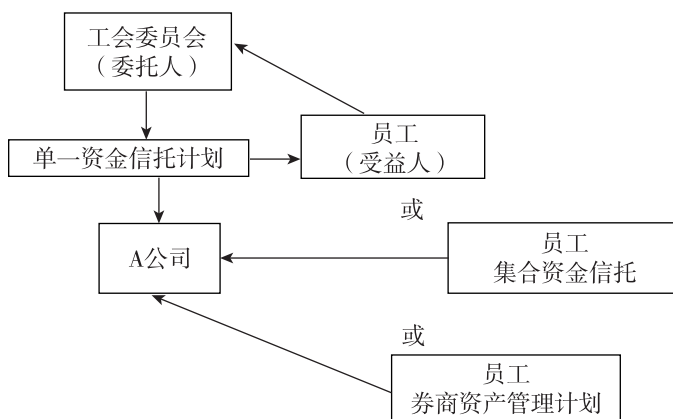 工会委员会
（委托人）
员工
（受益人）
单一资金信托计划
或
A公司
员工
集合资金信托
或
员工
券商资产管理计划